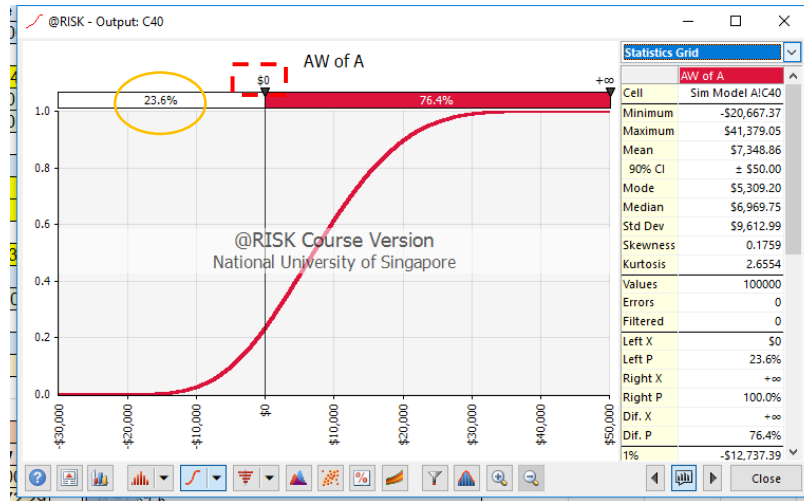 @RISK - Output: C40
AW of A
$0
+∞
23.6%
76.4%
1.0
0.8
0.6
0.4
0.2
0.0
@RISK Course Version
National University of Singapore
-$30,000
-$20,000
-$10,000
$0
$10,000
$20,000
$30,000
$40,000
$50,000
Statistics Grid
AW of A
Cell Sim Model A!C40
Minimum -$20,667.37
Maximum $41,379.05
Mean $7,348.86
90% CI ± $50.00
Mode $5,309.20
Median $6,969.75
Std Dev $9,612.99
Skewness 0.1759
Kurtosis 2.6554
Values 100000
Errors 0
Filtered 0
Left X $0
Left P 23.6%
Right X +∞
Right P 100.0%
Dif. X +∞
Dif. P 76.4%
1% -$12,737.39
Close